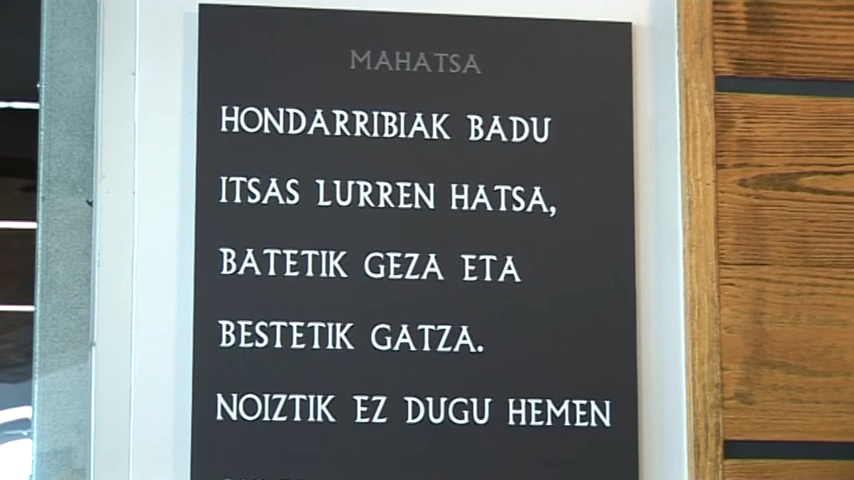 MAHATSA
HONDARRIBIAK BADU
ITSAS LURREN HATSA,
BATETIK GEZA ETA
BESTETIK GATZA.
NOIZTIK EZ DUGU HEMEN